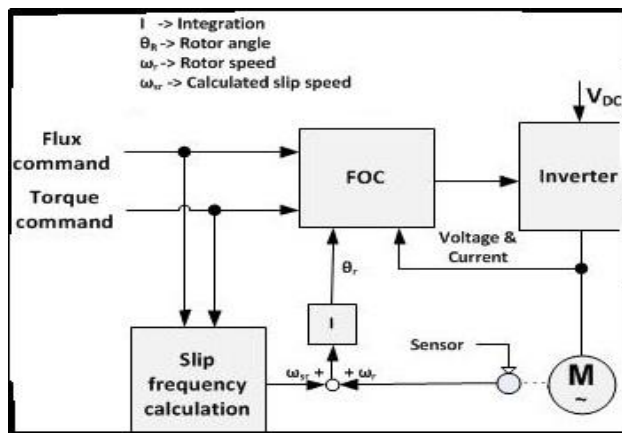 I -> Integration
θR -> Rotor angle
ωr -> Rotor speed
ωsr -> Calculated slip speed
VDC
Flux
command
FOC
Inverter
Torque
command
Voltage &
Current
θr
I
Sensor
Slip
frequency
calculation
ωsr + + ωr
M
~